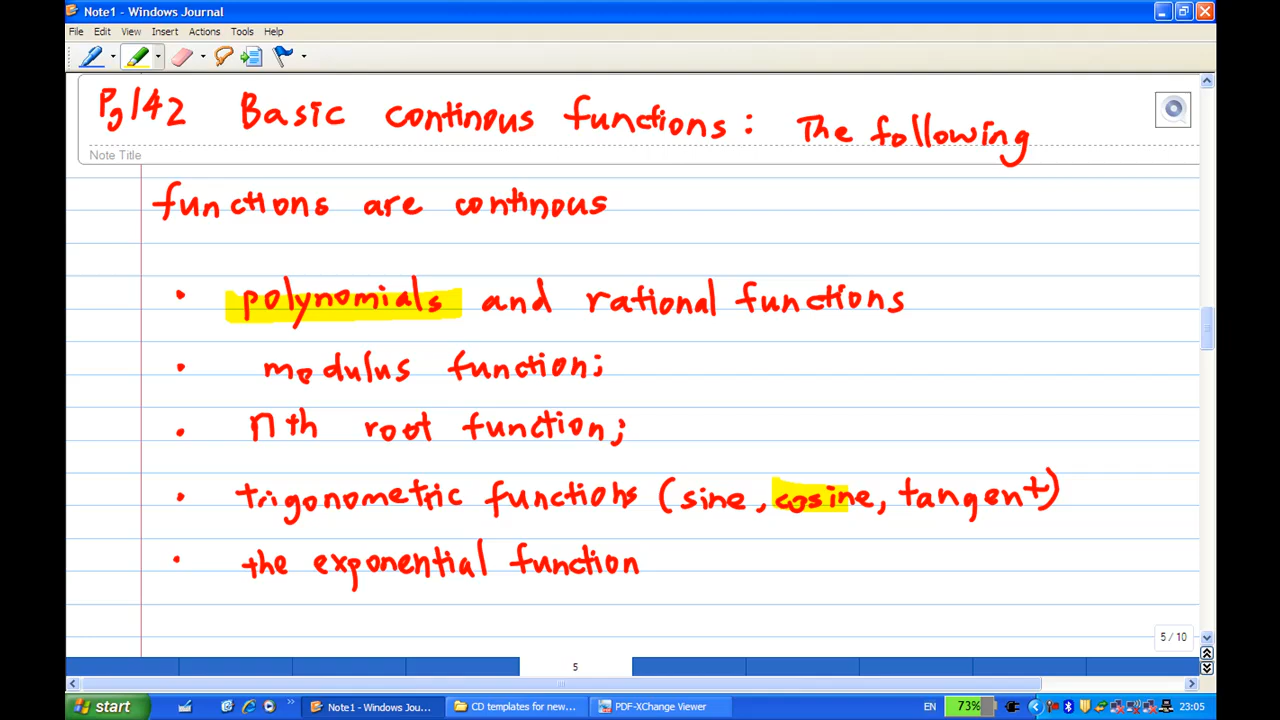 Note1 - Windows Journal
File Edit View Insert Actions Tools Help
Pg142 Basic continous functions: The following
Note Title
functions are continous
• polynomials and rational functions
• modulus function;
• nth root function;
• trigonometric functions (sine, cosine, tangent)
• the exponential function
5 / 10
5
start Note1 - Windows Jou... CD templates for new... PDF-XChange Viewer EN 73% 23:05